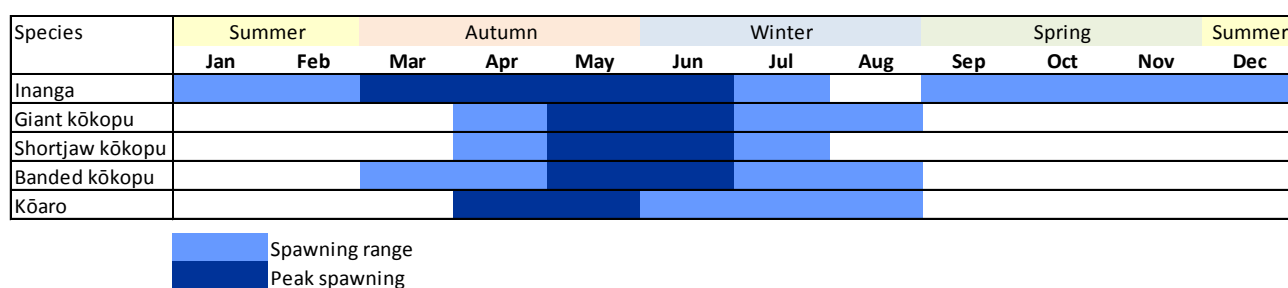 Species Summer Autumn Winter Spring Summer
Jan Feb Mar Apr May Jun Jul Aug Sep Oct Nov Dec
Inanga
Giant kōkopu
Shortjaw kōkopu
Banded kōkopu
Kōaro
Spawning range
Peak spawning